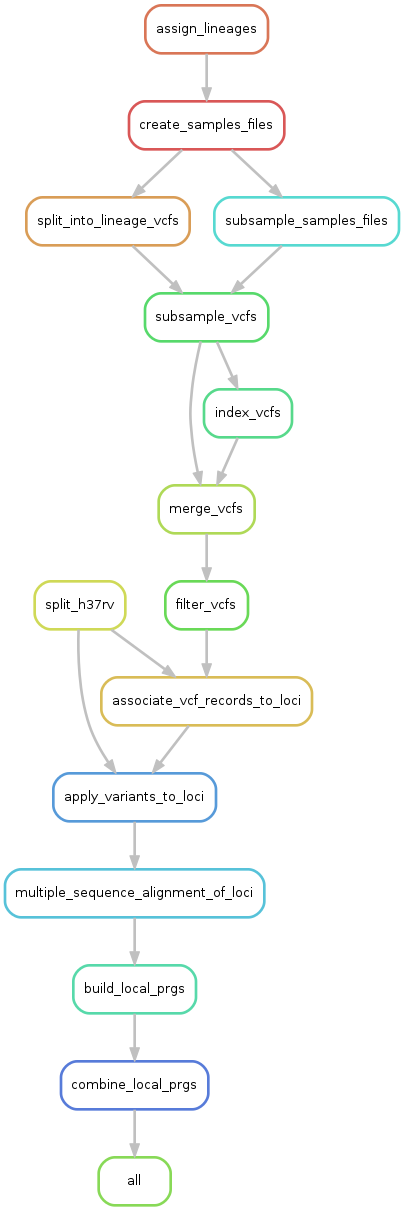 assign_lineages
create_samples_files
split_into_lineage_vcfs
subsample_samples_files
subsample_vcfs
index_vcfs
merge_vcfs
split_h37rv
filter_vcfs
associate_vcf_records_to_loci
apply_variants_to_loci
multiple_sequence_alignment_of_loci
build_local_prgs
combine_local_prgs
all